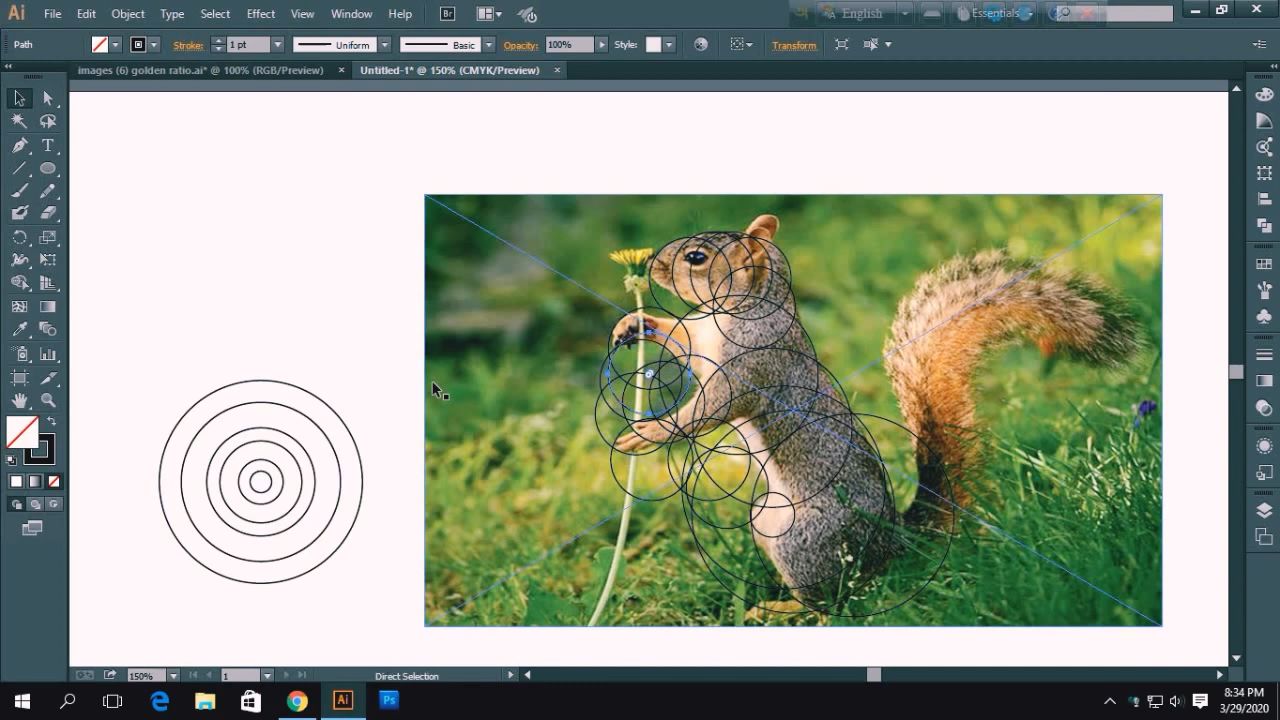 Ai File Edit Object Type Select Effect View Window Help Br English Essentials
Path Stroke: 1 pt Uniform Basic Opacity: 100% Style: Transform
images (6) golden ratio.ai* @ 100% (RGB/Preview) × Untitled-1* @ 150% (CMYK/Preview) ×
T
150% 1 Direct Selection
Ai Ps 8:34 PM
3/29/2020